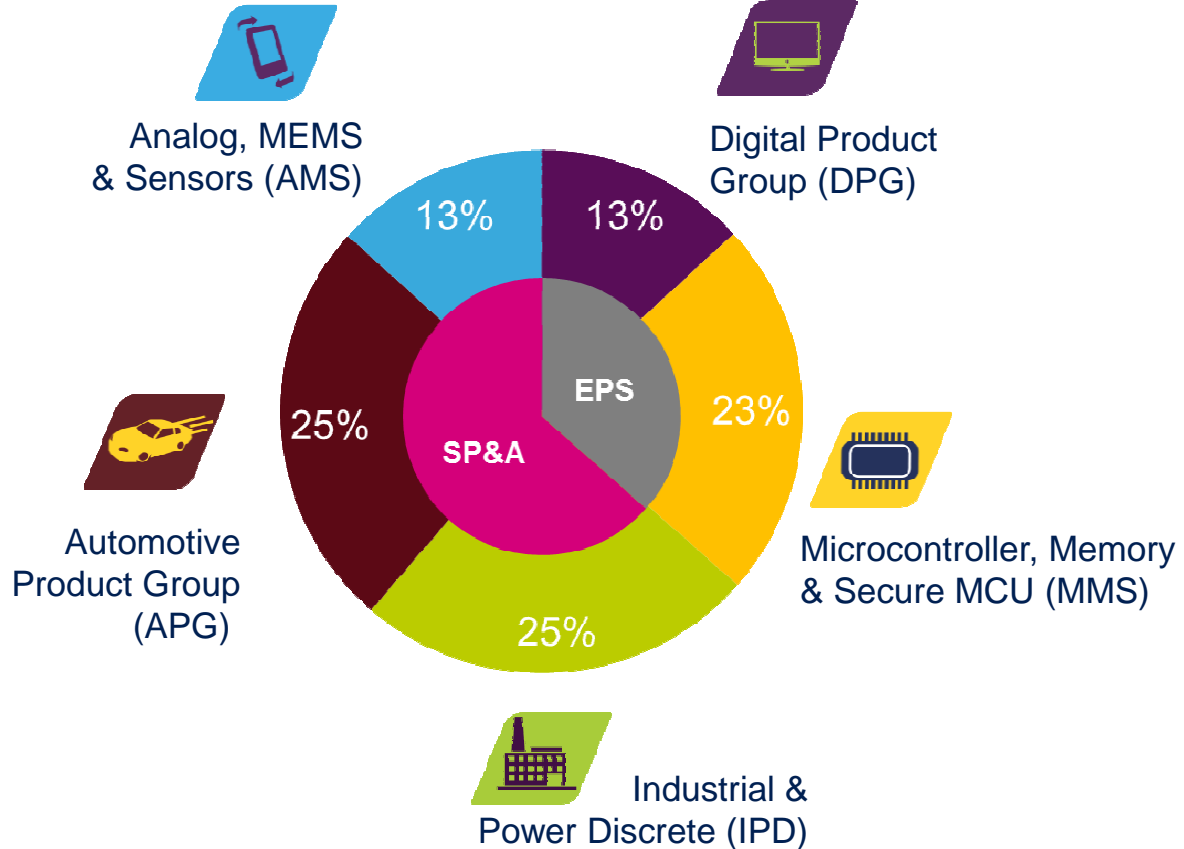 Analog, MEMS
& Sensors (AMS)
Digital Product
Group (DPG)
13%
13%
EPS
23%
25%
SP&A
Automotive
Product Group
(APG)
Microcontroller, Memory
& Secure MCU (MMS)
25%
Industrial &
Power Discrete (IPD)